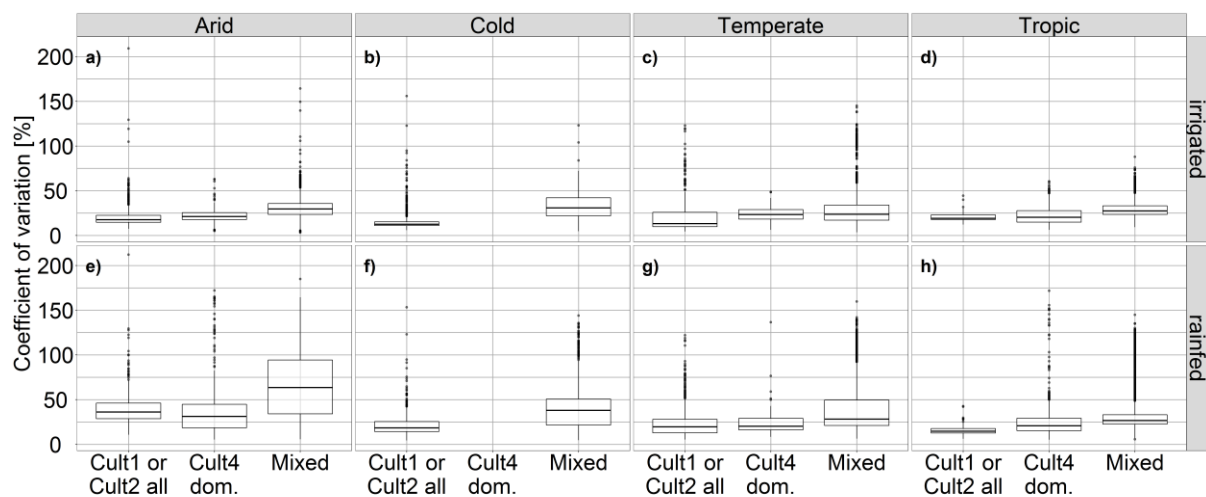 Arid Cold Temperate Tropic
Coefficient of variation [%]
200
150
100
50
0
a) b) c) d)
irrigated
200
150
100
50
0
e) f) g) h)
rainfed
Cult1 or Cult4 Mixed Cult1 or Cult4 Mixed Cult1 or Cult4 Mixed Cult1 or Cult4 Mixed
Cult2 all dom. Cult2 all dom. Cult2 all dom. Cult2 all dom.